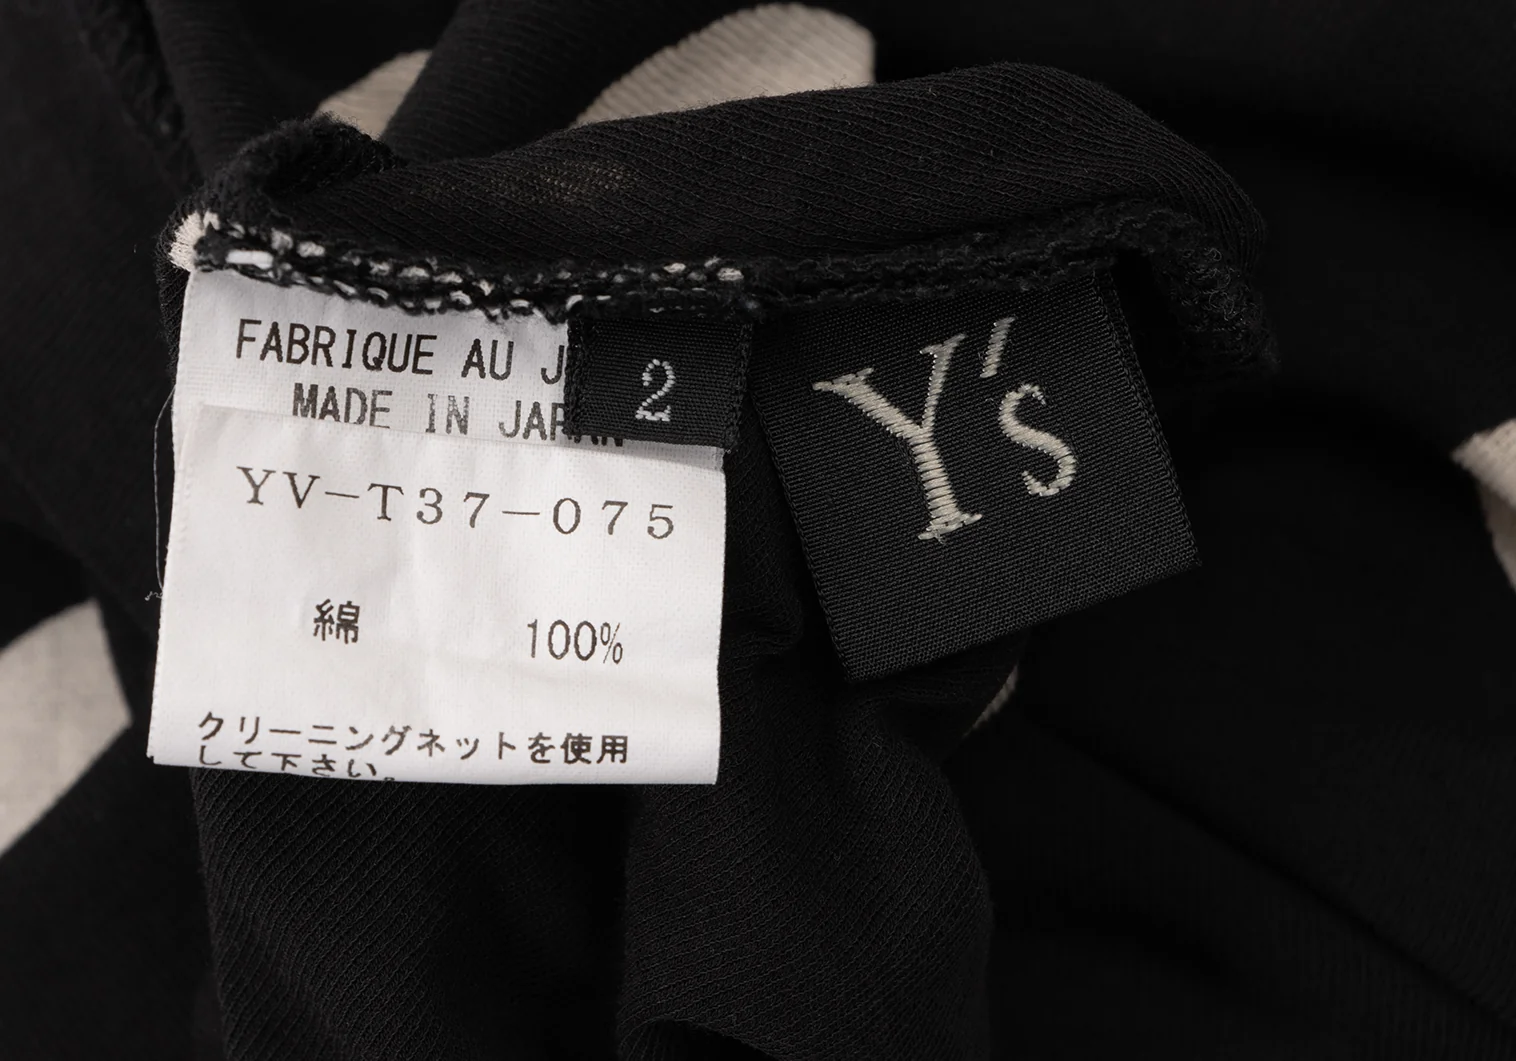 FABRIQUE AU J
MADE IN JAPAN
2
Y's
YV-T37-075
綿 100%
クリーニングネットを使用
して下さい。